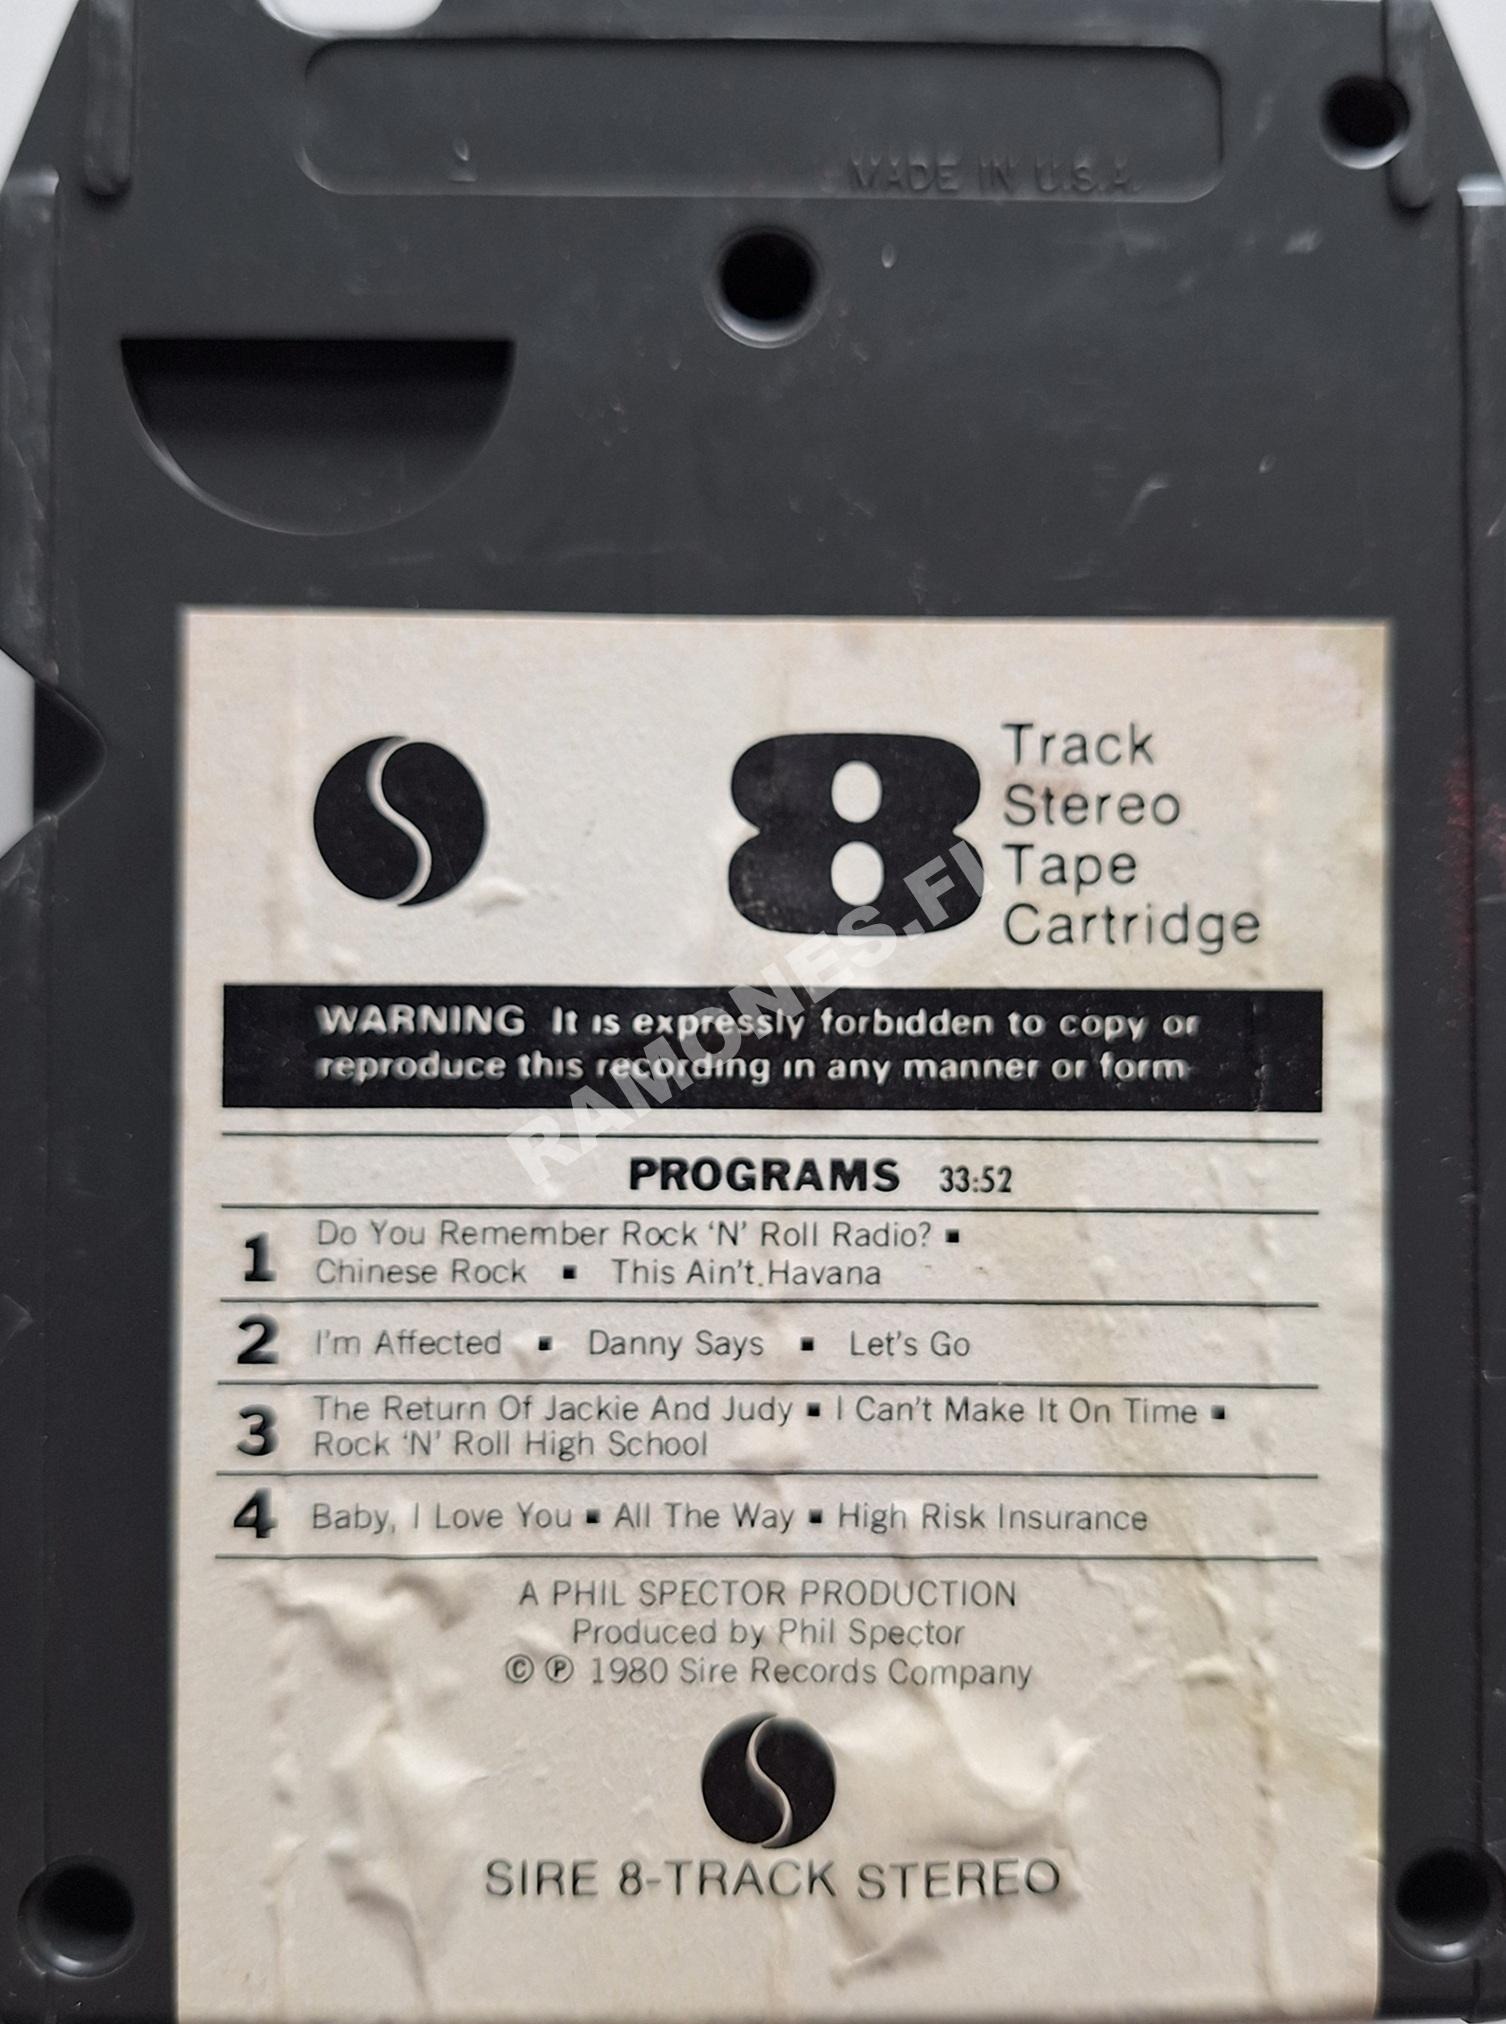 MADE IN U.S.A.
8 Track
Stereo
Tape
Cartridge
WARNING It is expressly forbidden to copy or
reproduce this recording in any manner or form
PROGRAMS 33:52
1 Do You Remember Rock 'N' Roll Radio? ▪
Chinese Rock ▪ This Ain't Havana
2 I'm Affected ▪ Danny Says ▪ Let's Go
3 The Return Of Jackie And Judy ▪ I Can't Make It On Time ▪
Rock 'N' Roll High School
4 Baby, I Love You ▪ All The Way ▪ High Risk Insurance
A PHIL SPECTOR PRODUCTION
Produced by Phil Spector
© ℗ 1980 Sire Records Company
SIRE 8-TRACK STEREO
RAMONES.FI